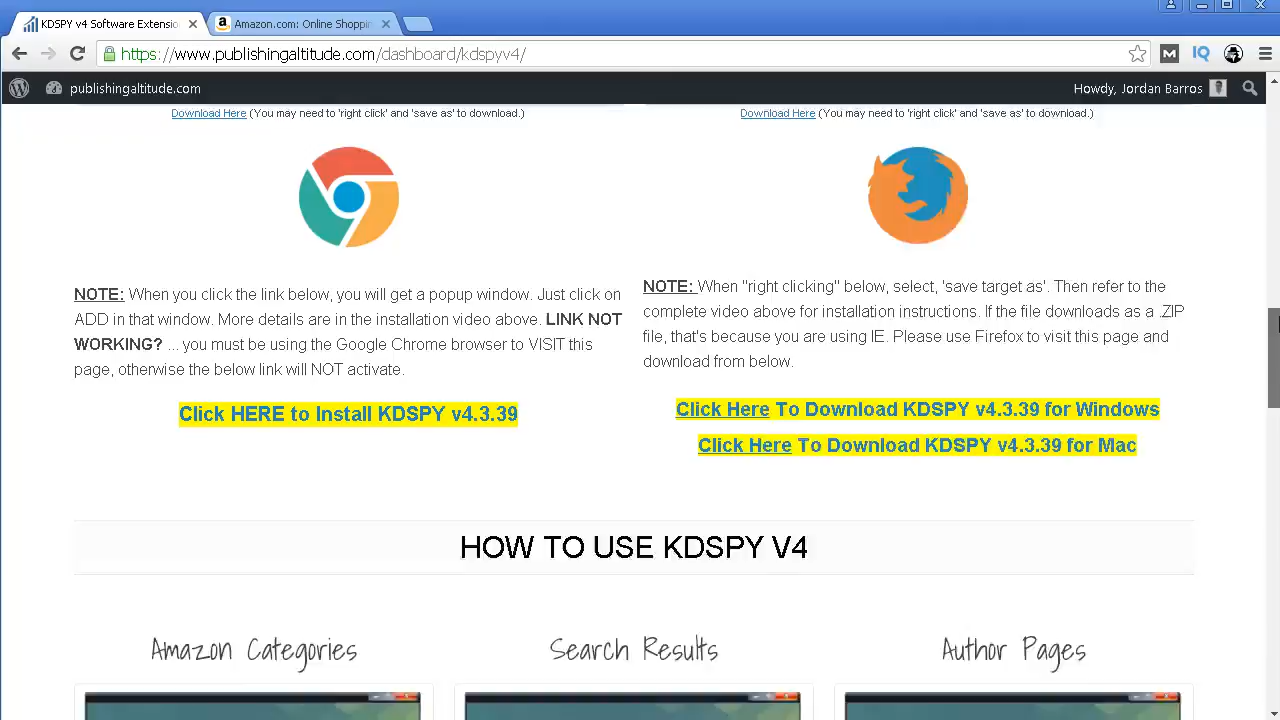 KDSPY v4 Software Extensio
Amazon.com: Online Shoppin
https://www.publishingaltitude.com/dashboard/kdspyv4/
M
IQ
publishingaltitude.com
Howdy, Jordan Barros
Download Here (You may need to 'right click' and 'save as' to download.)
Download Here (You may need to 'right click' and 'save as' to download.)
NOTE: When you click the link below, you will get a popup window. Just click on
ADD in that window. More details are in the installation video above. LINK NOT
WORKING? ... you must be using the Google Chrome browser to VISIT this
page, otherwise the below link will NOT activate.
Click HERE to Install KDSPY v4.3.39
NOTE: When "right clicking" below, select, 'save target as'. Then refer to the
complete video above for installation instructions. If the file downloads as a .ZIP
file, that's because you are using IE. Please use Firefox to visit this page and
download from below.
Click Here To Download KDSPY v4.3.39 for Windows
Click Here To Download KDSPY v4.3.39 for Mac
HOW TO USE KDSPY V4
Amazon Categories
Search Results
Author Pages